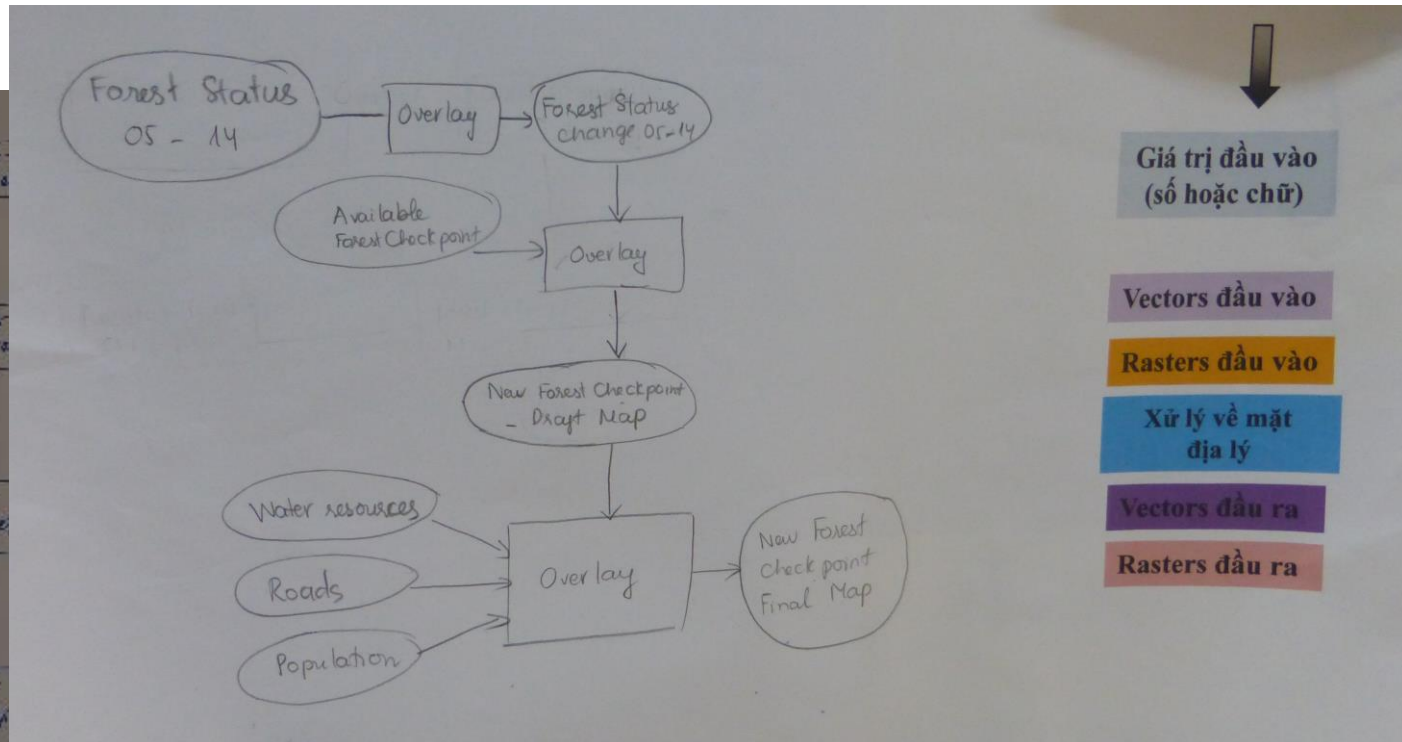 Forest Status
05 - 14
Overlay
Forest Status
change 05-14
Available
Forest Checkpoint
Overlay
New Forest Checkpoint
- Draft Map
Water resources
Roads
Population
Overlay
New Forest
Check point
Final Map
Giá trị đầu vào
(số hoặc chữ)
Vectors đầu vào
Rasters đầu vào
Xử lý về mặt
địa lý
Vectors đầu ra
Rasters đầu ra